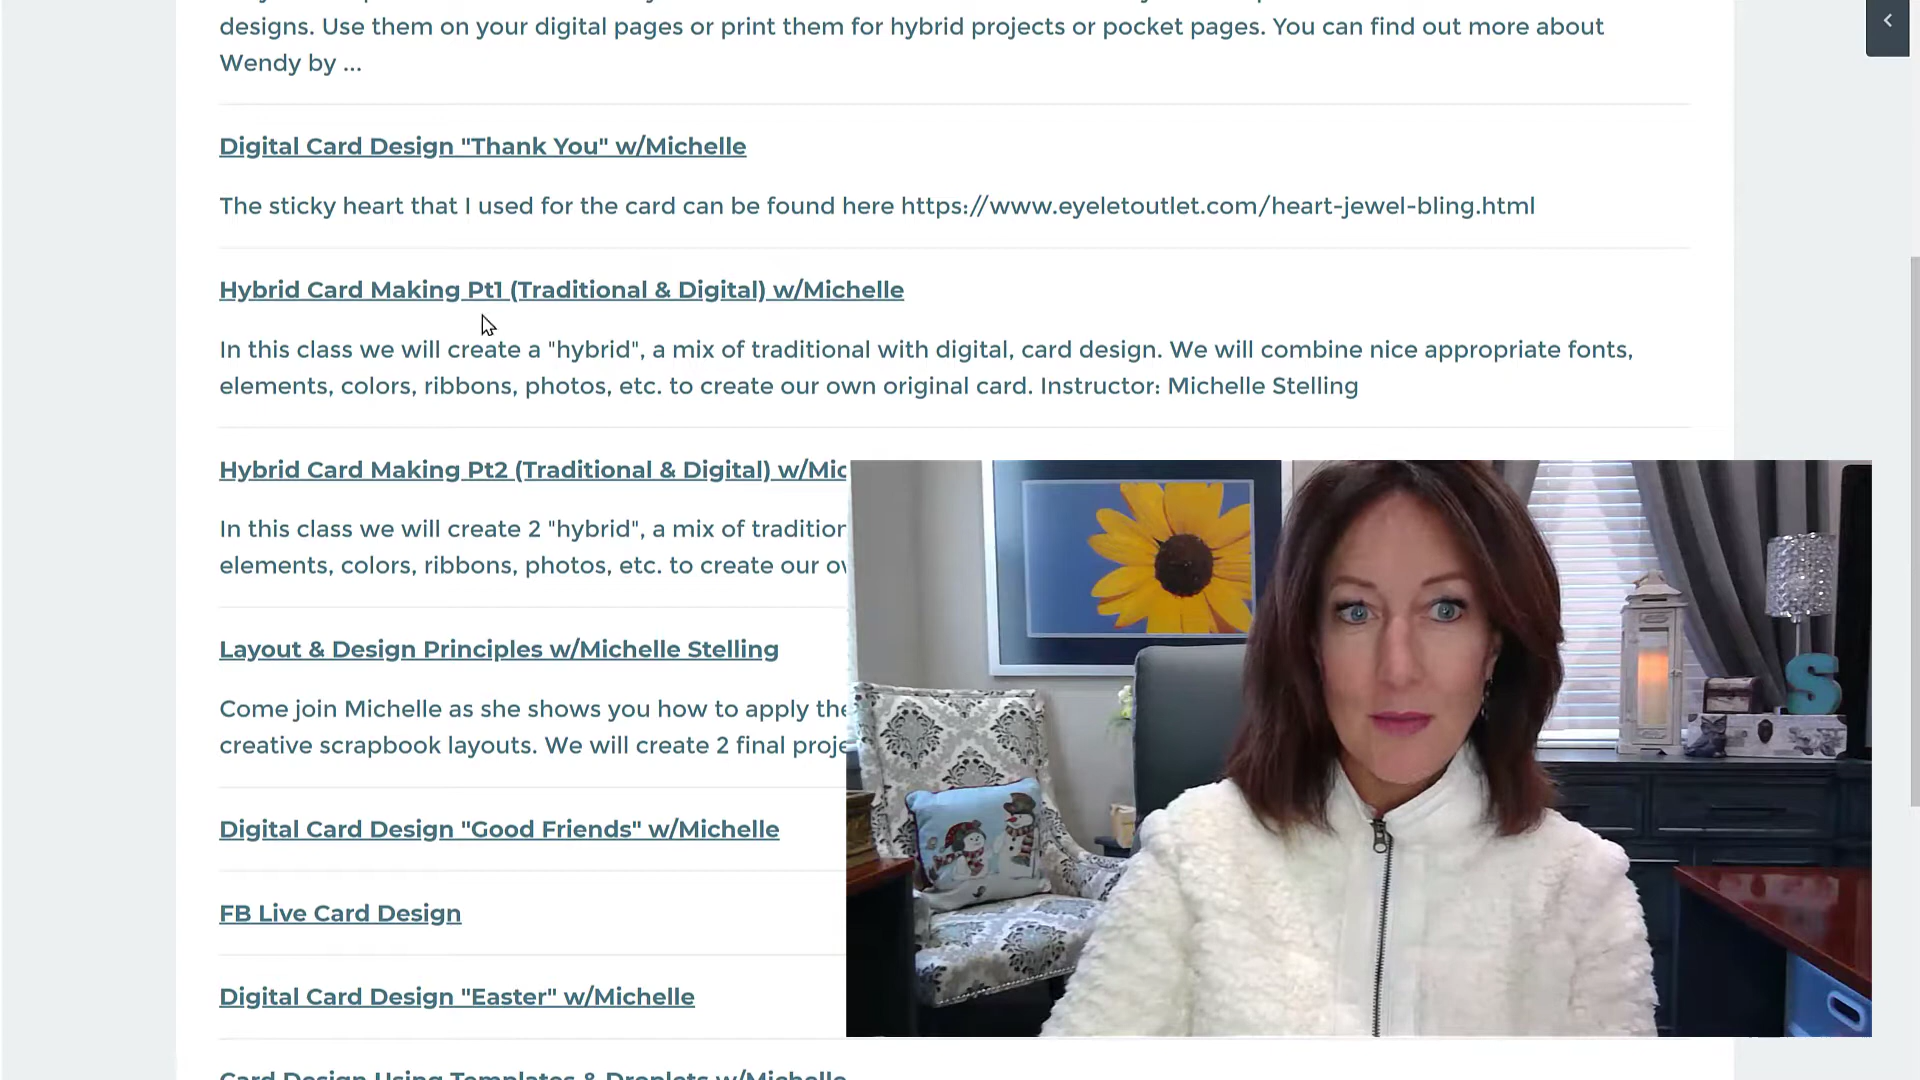 designs. Use them on your digital pages or print them for hybrid projects or pocket pages. You can find out more about
Wendy by ...
Digital Card Design "Thank You" w/Michelle
The sticky heart that I used for the card can be found here https://www.eyeletoutlet.com/heart-jewel-bling.html
Hybrid Card Making Pt1 (Traditional & Digital) w/Michelle
In this class we will create a "hybrid", a mix of traditional with digital, card design. We will combine nice appropriate fonts,
elements, colors, ribbons, photos, etc. to create our own original card. Instructor: Michelle Stelling
Hybrid Card Making Pt2 (Traditional & Digital) w/Mic
In this class we will create 2 "hybrid", a mix of
elements, colors, ribbons, photos, etc. to create our
Layout & Design Principles w/Michelle Stelling
Come join Michelle as she shows you how to apply
creative scrapbook layouts. We will create 2 final
Digital Card Design "Good Friends" w/Michelle
FB Live Card Design
Digital Card Design "Easter" w/Michelle
Card Design Using Templates & Droplets w/Michelle
S